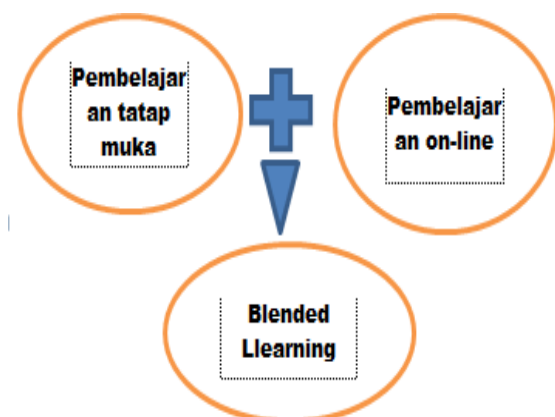 Pembelajar
an tatap
muka
Pembelajar
an on-line
Blended
Llearning